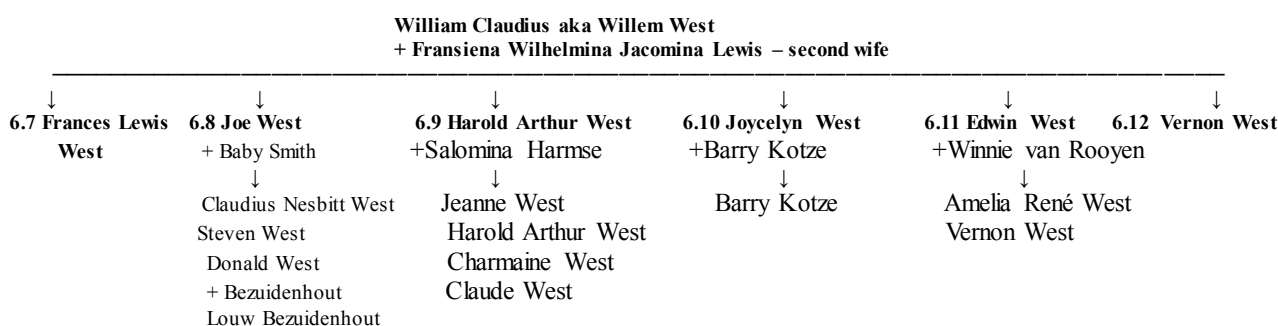 William Claudius aka Willem West
+ Fransiena Wilhelmina Jacomina Lewis – second wife
↓ ↓ ↓ ↓ ↓ ↓
6.7 Frances Lewis 6.8 Joe West 6.9 Harold Arthur West 6.10 Joycelyn West 6.11 Edwin West 6.12 Vernon West
West + Baby Smith +Salomina Harmse +Barry Kotze +Winnie van Rooyen
↓ ↓ ↓ ↓
Claudius Nesbitt West Jeanne West Barry Kotze Amelia René West
Steven West Harold Arthur West Vernon West
Donald West Charmaine West
+ Bezuidenhout Claude West
Louw Bezuidenhout